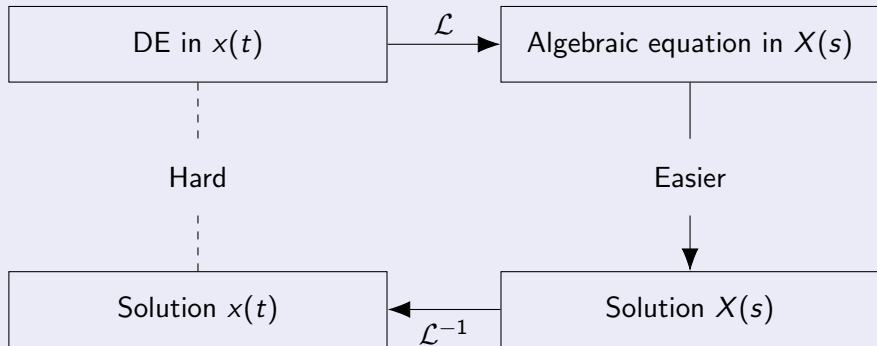 DE in x(t)
ℒ
Algebraic equation in X(s)
Hard
Easier
Solution x(t)
ℒ⁻¹
Solution X(s)